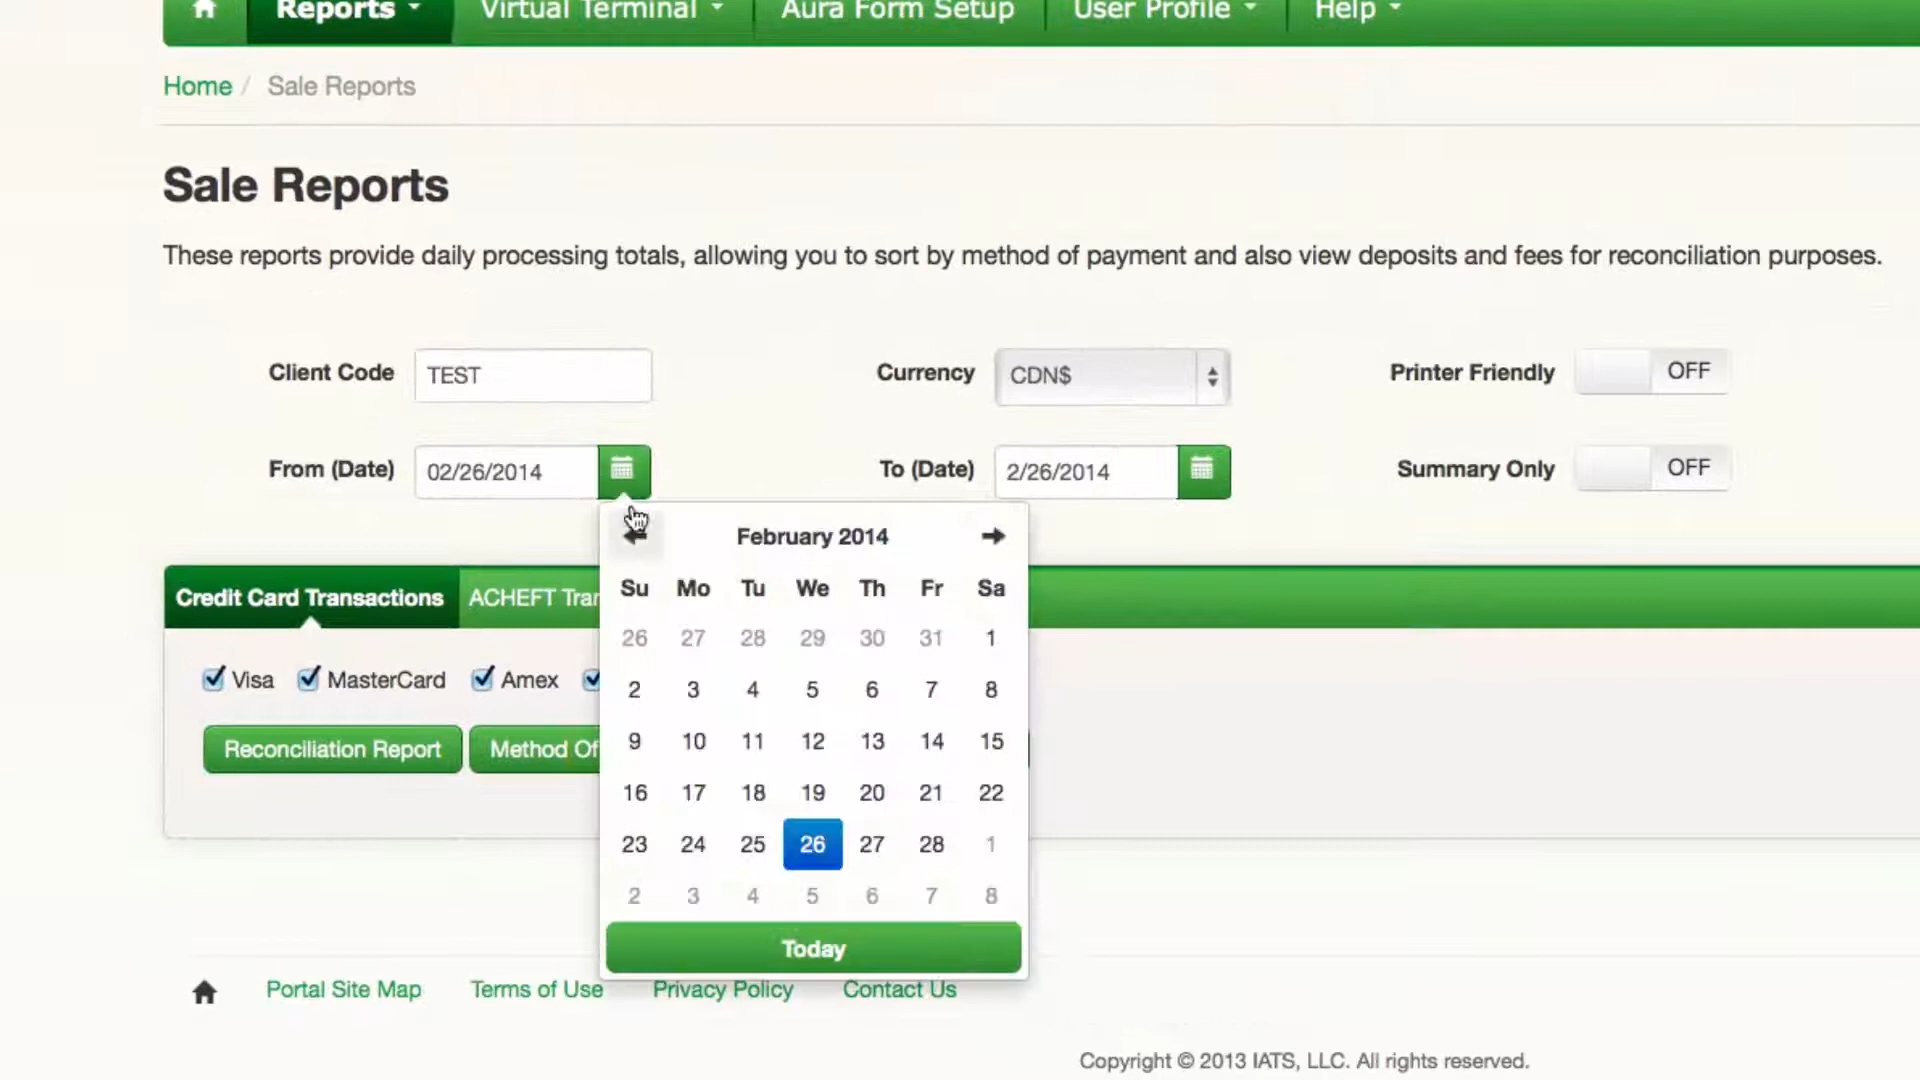 Reports
Virtual Terminal
Aura Form Setup
User Profile
Help
Home / Sale Reports
Sale Reports
These reports provide daily processing totals, allowing you to sort by method of payment and also view deposits and fees for reconciliation purposes.
Client Code TEST
Currency CDN$
Printer Friendly OFF
From (Date) 02/26/2014
To (Date) 2/26/2014
Summary Only OFF
February 2014
Su Mo Tu We Th Fr Sa
26 27 28 29 30 31 1
2 3 4 5 6 7 8
9 10 11 12 13 14 15
16 17 18 19 20 21 22
23 24 25 26 27 28 1
2 3 4 5 6 7 8
Today
Credit Card Transactions
ACHEFT
Visa MasterCard Amex
Reconciliation Report
Method Of
Portal Site Map
Terms of Use
Privacy Policy
Contact Us
Copyright © 2013 IATS, LLC. All rights reserved.